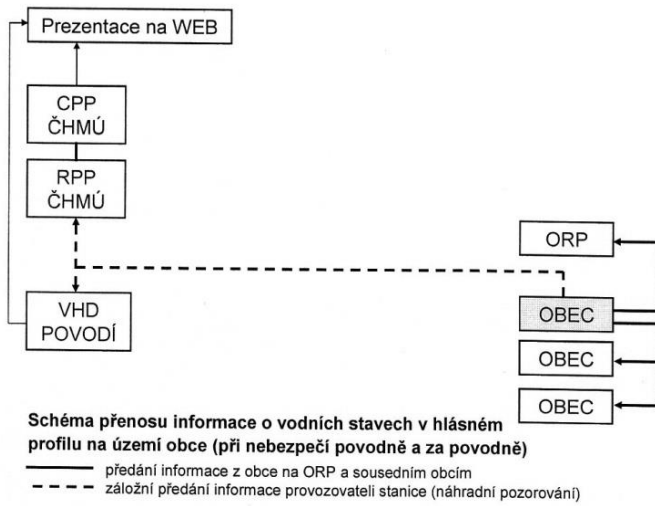 Prezentace na WEB
CPP
ČHMÚ
RPP
ČHMÚ
ORP
VHD
POVODÍ
OBEC
OBEC
OBEC
Schéma přenosu informace o vodních stavech v hlásném
profilu na území obce (při nebezpečí povodně a za povodně)
předání informace z obce na ORP a sousedním obcím
záložní předání informace provozovateli stanice (náhradní pozorování)